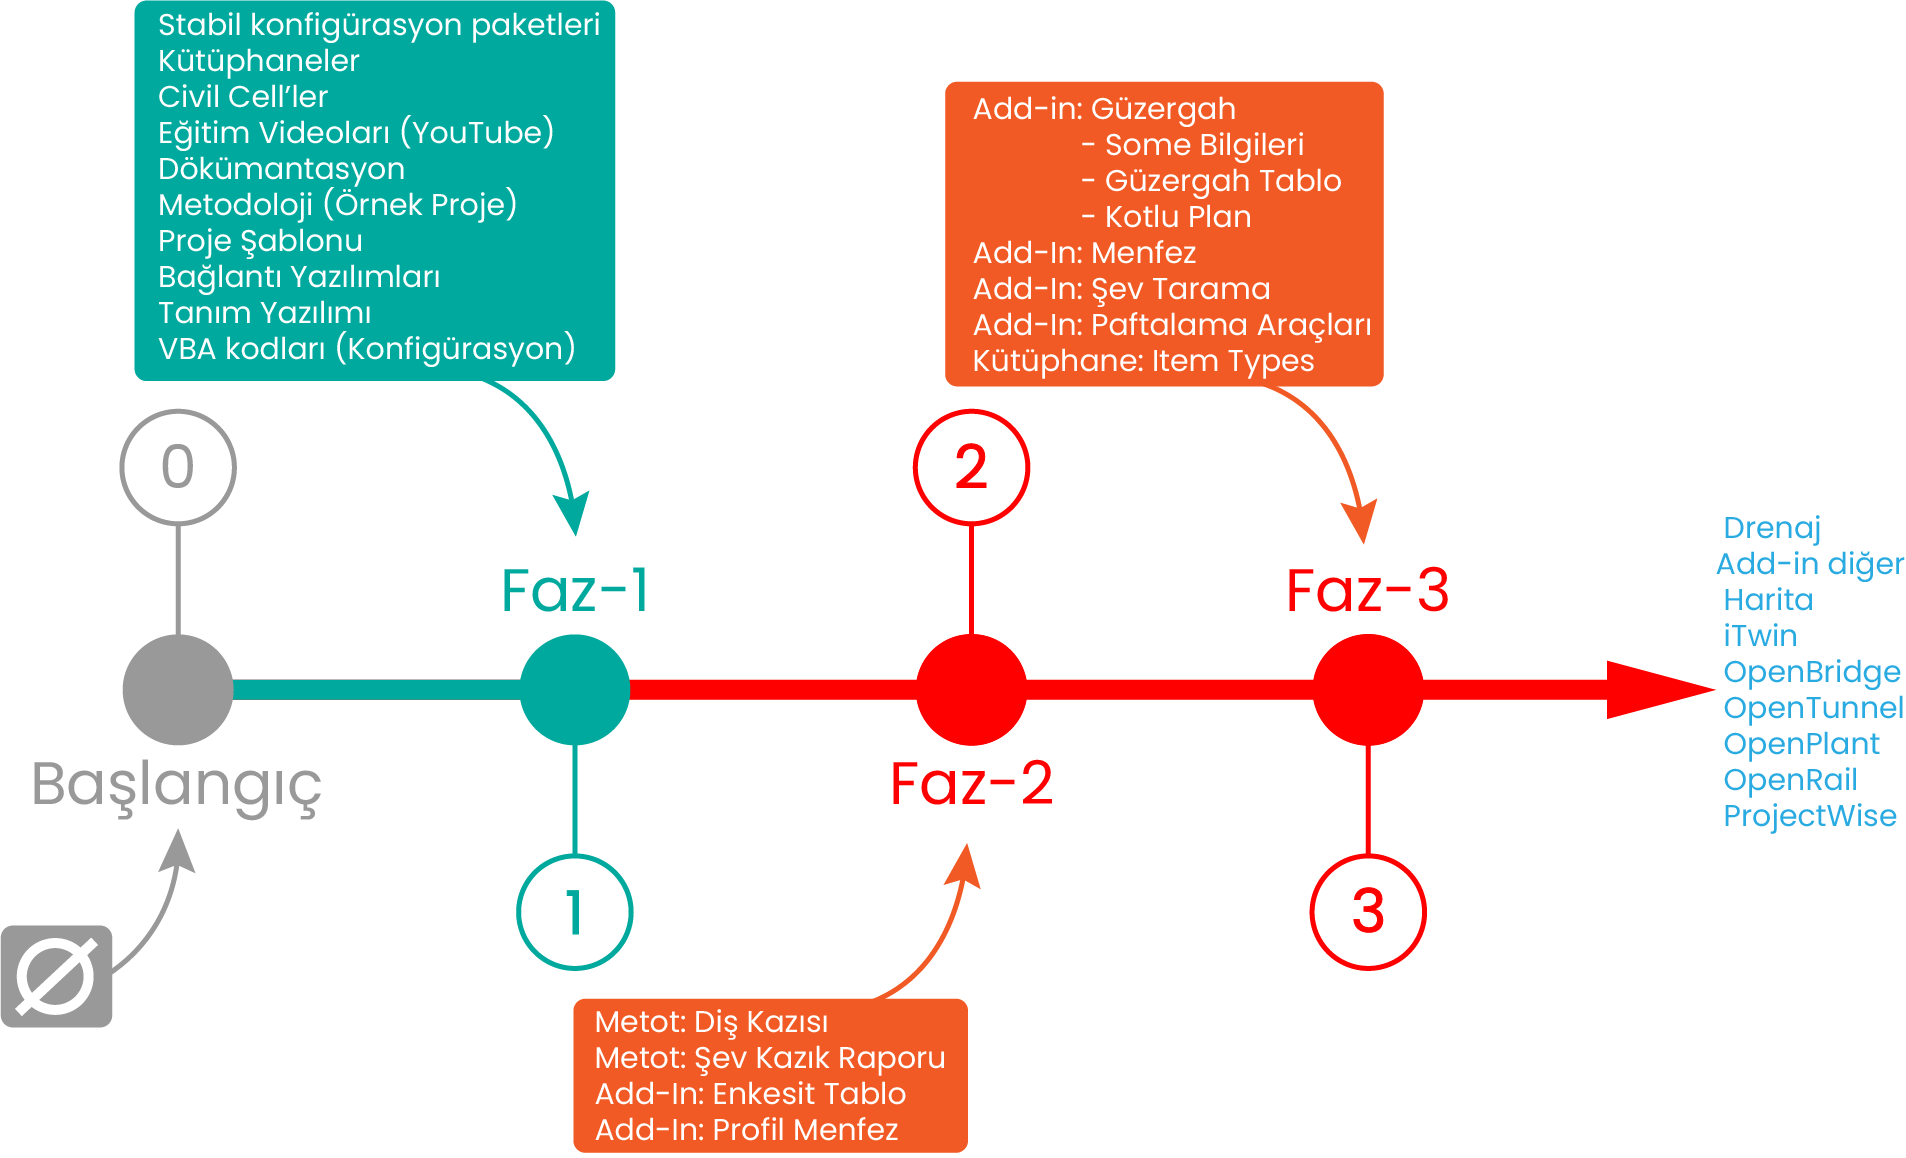 Stabil konfigürasyon paketleri
Kütüphaneler
Civil Cell’ler
Eğitim Videoları (YouTube)
Dökümantasyon
Metodoloji (Örnek Proje)
Proje Şablonu
Bağlantı Yazılımları
Tanım Yazılımı
VBA kodları (Konfigürasyon)
Add-in: Güzergah
- Some Bilgileri
- Güzergah Tablo
- Kotlu Plan
Add-In: Menfez
Add-In: Şev Tarama
Add-In: Paftalama Araçları
Kütüphane: Item Types
0
2
Faz-1
Faz-3
Drenaj
Add-in diğer
Harita
iTwin
OpenBridge
OpenTunnel
OpenPlant
OpenRail
ProjectWise
Başlangıç
Faz-2
1
3
Ø
Metot: Diş Kazısı
Metot: Şev Kazık Raporu
Add-In: Enkesit Tablo
Add-In: Profil Menfez